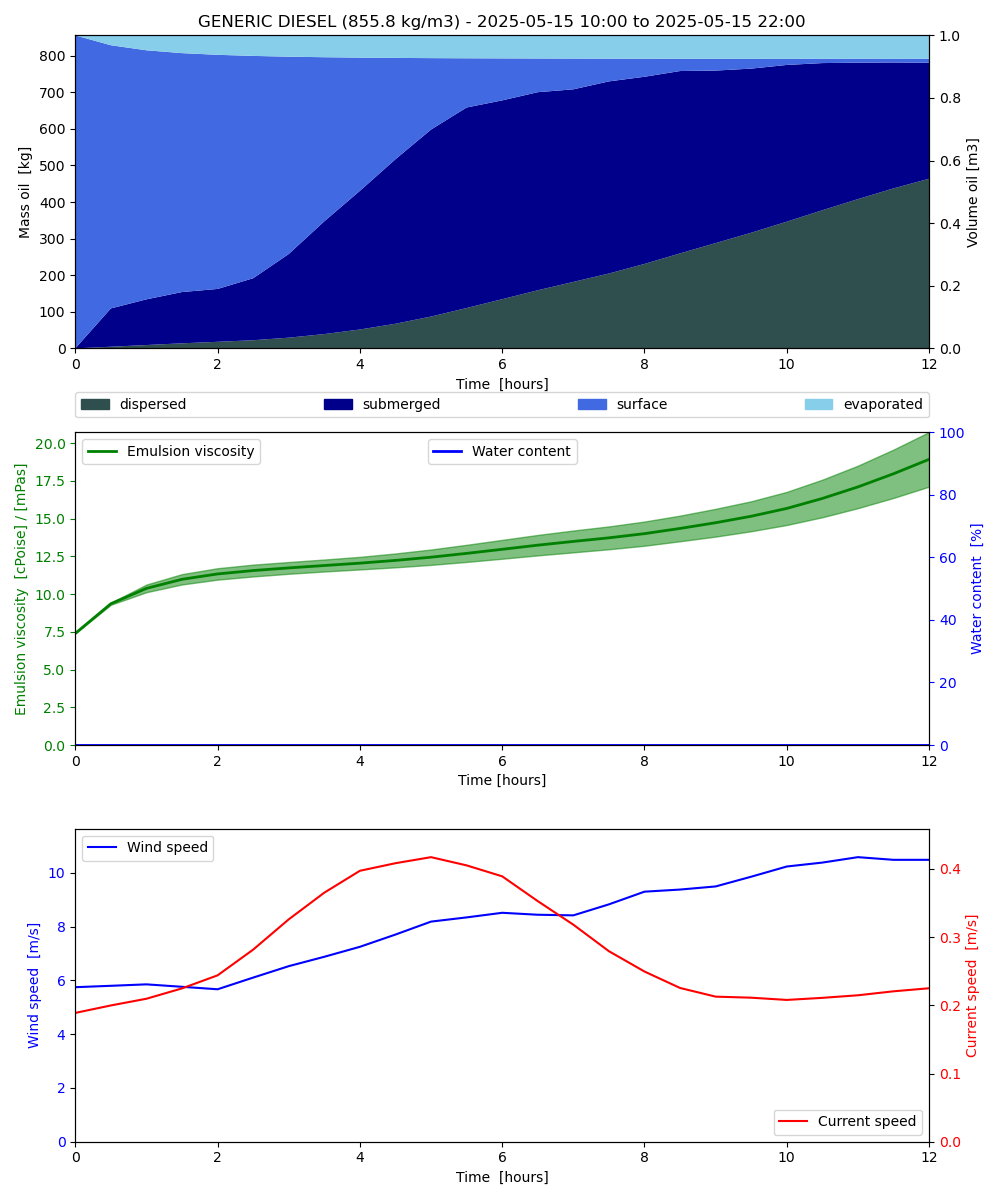 GENERIC DIESEL (855.8 kg/m3) - 2025-05-15 10:00 to 2025-05-15 22:00
800
700
600
500
400
300
200
100
0
Mass oil [kg]
1.0
0.8
0.6
0.4
0.2
0.0
Volume oil [m3]
0 2 4 6 8 10 12
Time [hours]
dispersed submerged surface evaporated
20.0
17.5
15.0
12.5
10.0
7.5
5.0
2.5
0.0
Emulsion viscosity [cPoise] / [mPas]
Emulsion viscosity
Water content
100
80
60
40
20
0
Water content [%]
0 2 4 6 8 10 12
Time [hours]
10
8
6
4
2
0
Wind speed [m/s]
Wind speed
0.4
0.3
0.2
0.1
0.0
Current speed [m/s]
Current speed
0 2 4 6 8 10 12
Time [hours]